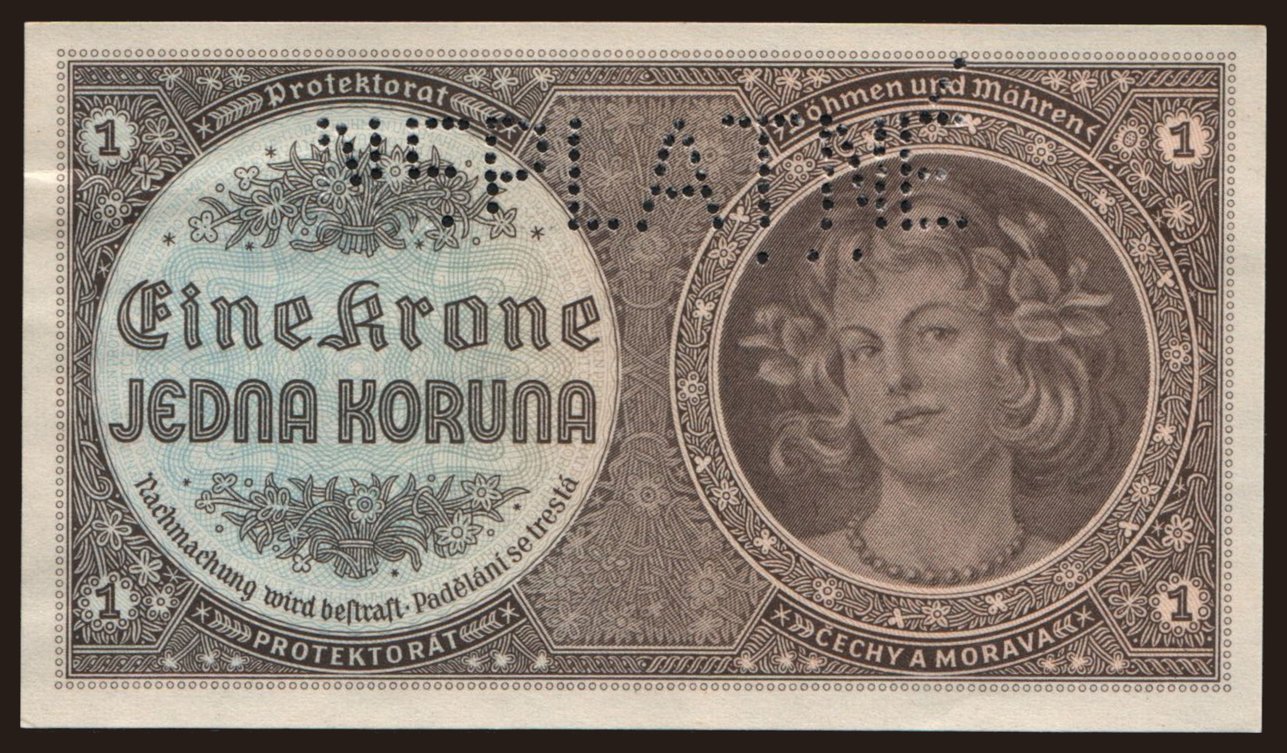 Protektorat
Böhmen und Mähren
1
1
NEPLATNÉ
Eine Krone
JEDNA KORUNA
Nachmachung wird bestraft · Padělání se trestá
1
1
PROTEKTORÁT
ČECHY A MORAVA